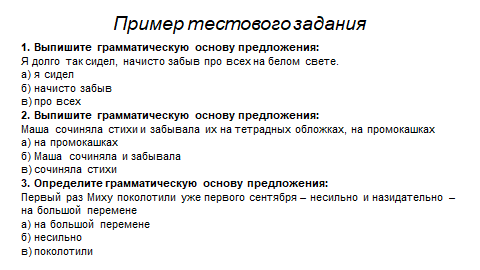 Пример тестового задания
1. Выпишите грамматическую основу предложения:
Я долго так сидел, начисто забыв про всех на белом свете.
а) я сидел
б) начисто забыв
в) про всех
2. Выпишите грамматическую основу предложения:
Маша сочиняла стихи и забывала их на тетрадных обложках, на промокашках
а) на промокашках
б) Маша сочиняла и забывала
в) сочиняла стихи
3. Определите грамматическую основу предложения:
Первый раз Миху поколотили уже первого сентября – несильно и назидательно –
на большой перемене
а) на большой перемене
б) несильно
в) поколотили